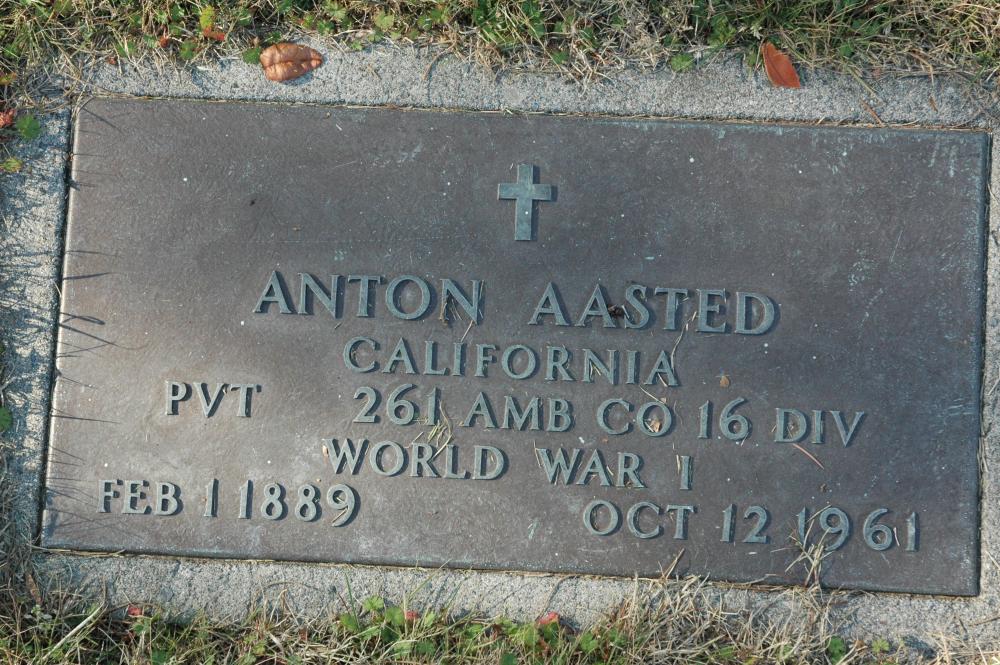 ANTON AASTED
CALIFORNIA
PVT 261 AMB CO 16 DIV
WORLD WAR I
FEB 1 1889 OCT 12 1961